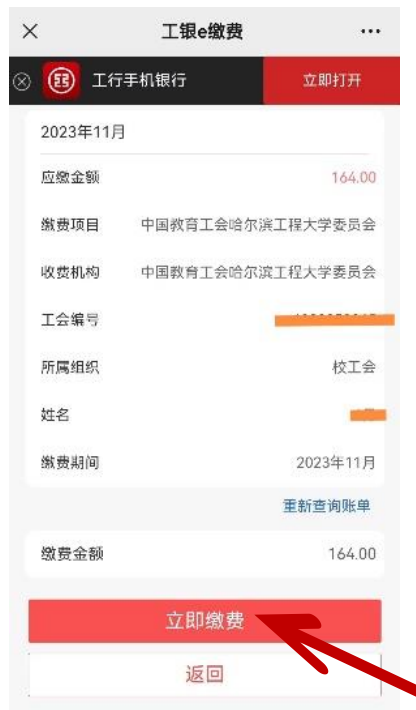 工银e缴费
工行手机银行 立即打开
2023年11月
应缴金额 164.00
缴费项目 中国教育工会哈尔滨工程大学委员会
收费机构 中国教育工会哈尔滨工程大学委员会
工会编号
所属组织 校工会
姓名
缴费期间 2023年11月
重新查询账单
缴费金额 164.00
立即缴费
返回